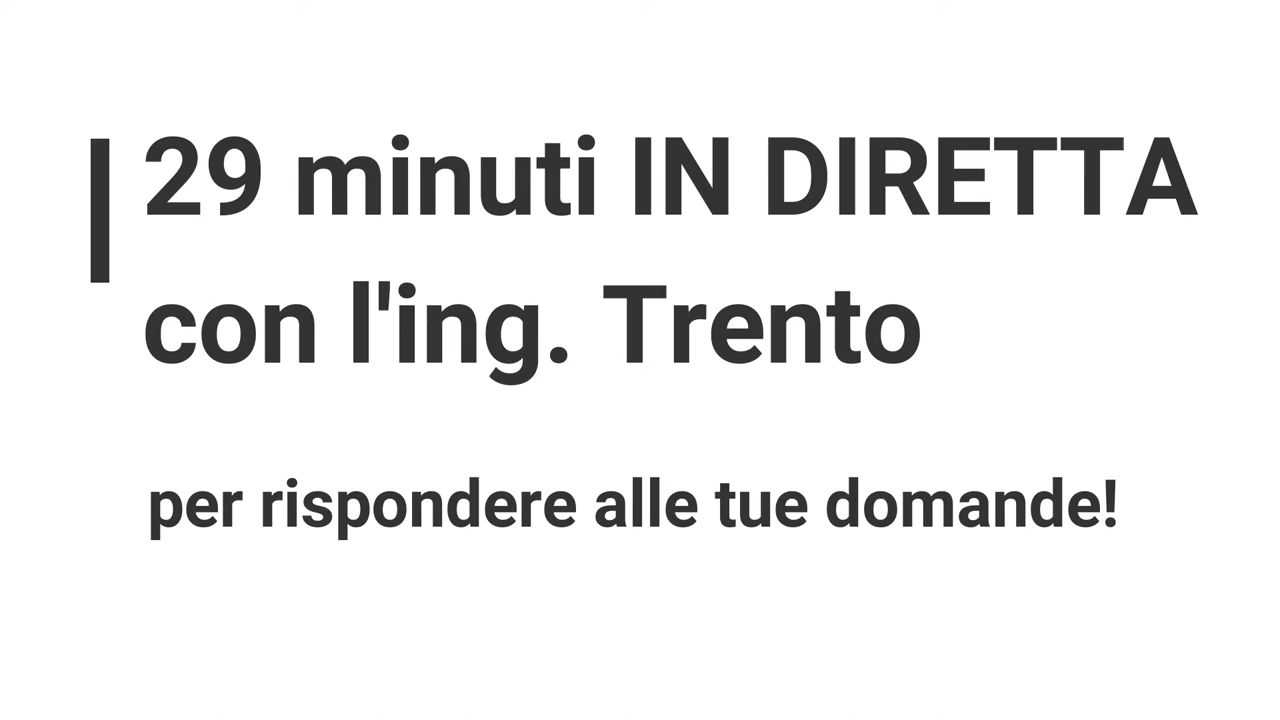 29 minuti IN DIRETTA
con l'ing. Trento
per rispondere alle tue domande!